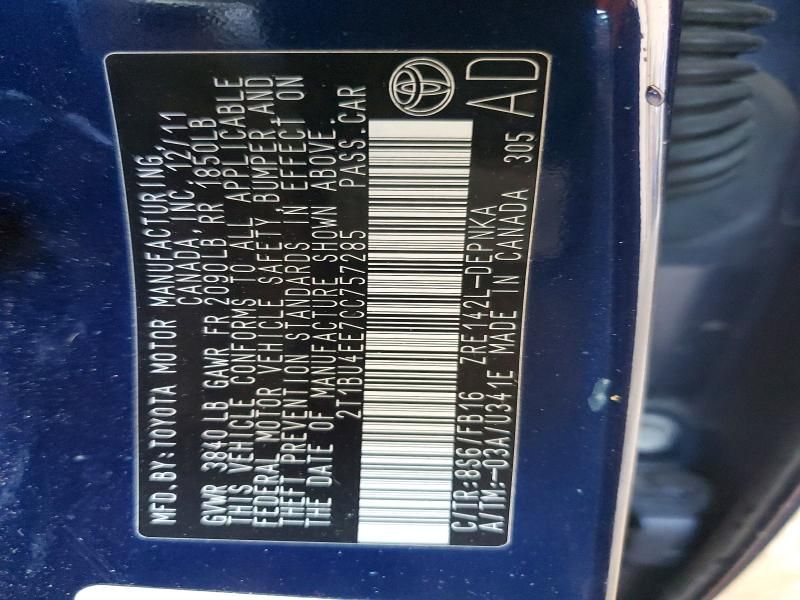 MFD. BY: TOYOTA MOTOR MANUFACTURING,
CANADA, INC. 12/11
GVWR 3840LB GAWR FR 2080LB, RR 1850LB
THIS VEHICLE CONFORMS TO ALL APPLICABLE
FEDERAL MOTOR VEHICLE SAFETY, BUMPER, AND
THEFT PREVENTION STANDARDS IN EFFECT ON
THE DATE OF MANUFACTURE SHOWN ABOVE.
2T1BU4EE7CC757285 PASS.CAR
C/TR:8S6/FB16 ZRE142L-DEPVKA
A/TM:-03A/U341E MADE IN CANADA 305
AD